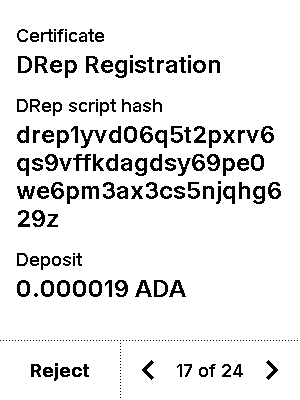 Certificate
DRep Registration
DRep script hash
drep1yvd06q5t2pxrv6
qs9vffkdagdsy69pe0
we6pm3ax3cs5njqhg6
29z
Deposit
0.000019 ADA
Reject
17 of 24